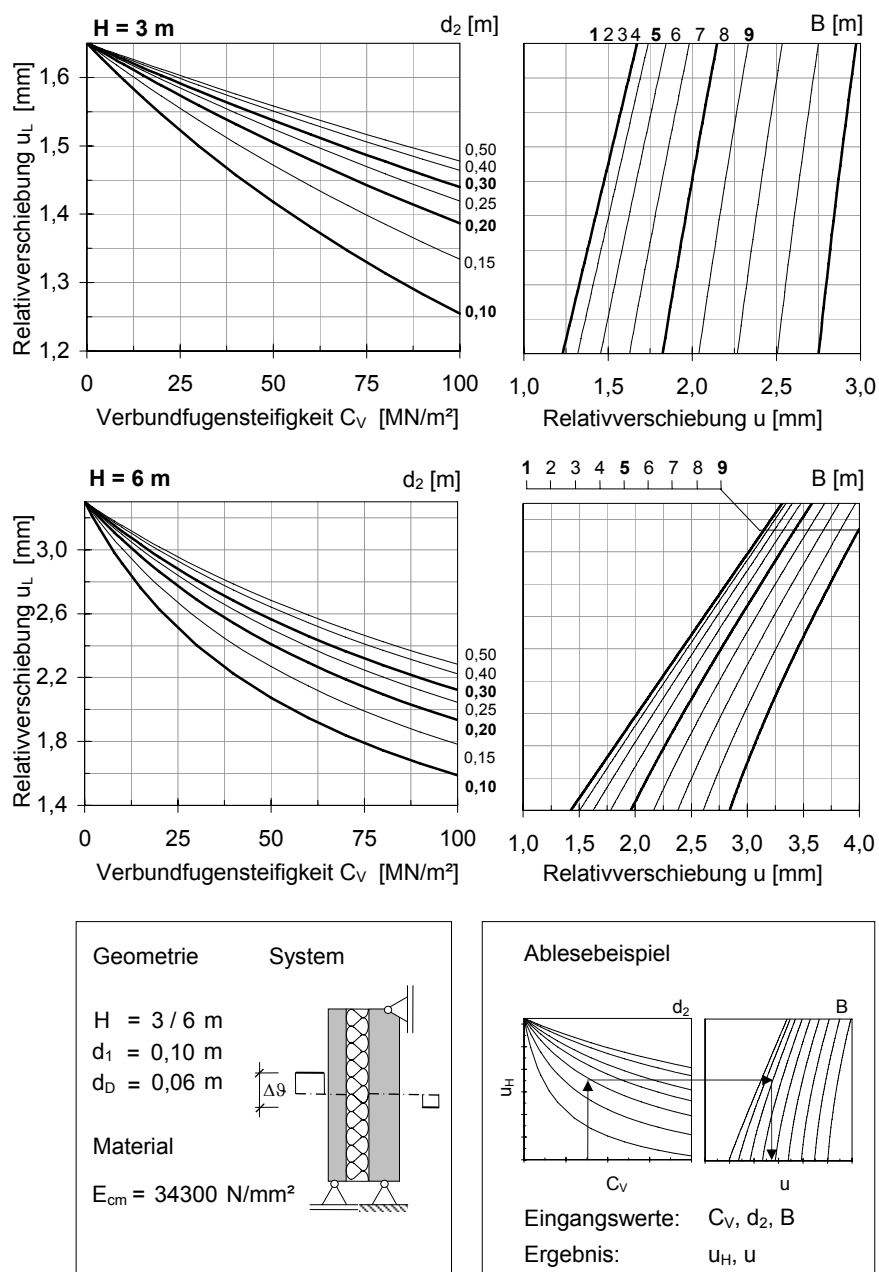 H = 3 m
d₂ [m]
1 2 3 4 5 6 7 8 9
B [m]
Relativverschiebung u_L [mm]
1,6
1,5
1,4
1,3
1,2
0,50
0,40
0,30
0,25
0,20
0,15
0,10
0 25 50 75 100
Verbundfugensteifigkeit C_V [MN/m²]
1,0 1,5 2,0 2,5 3,0
Relativverschiebung u [mm]
H = 6 m
d₂ [m]
1 2 3 4 5 6 7 8 9
B [m]
Relativverschiebung u_L [mm]
3,0
2,6
2,2
1,8
1,4
0,50
0,40
0,30
0,25
0,20
0,15
0,10
0 25 50 75 100
Verbundfugensteifigkeit C_V [MN/m²]
1,0 1,5 2,0 2,5 3,0 3,5 4,0
Relativverschiebung u [mm]
Geometrie System
H = 3 / 6 m
d₁ = 0,10 m
d_D = 0,06 m
Δϑ
Material
E_cm = 34300 N/mm²
Ablesebeispiel
d₂
B
u_H
C_V
u
Eingangswerte: C_V, d₂, B
Ergebnis: u_H, u